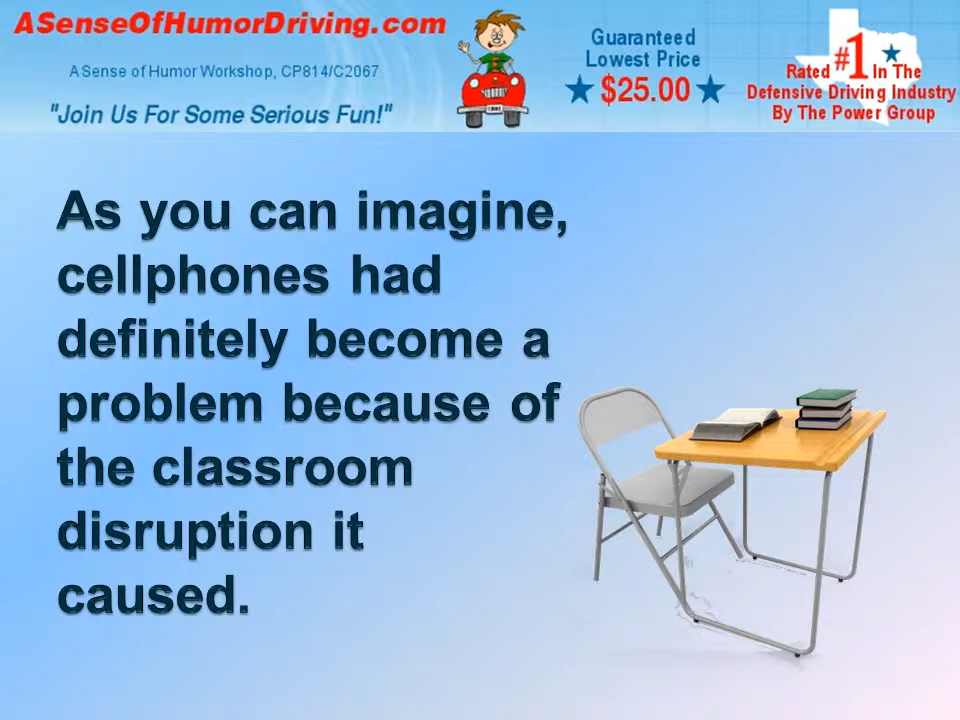 ASenseOfHumorDriving.com
A Sense of Humor Workshop, CP814/C2067
"Join Us For Some Serious Fun!"
Guaranteed
Lowest Price
$25.00
Rated #1 In The
Defensive Driving Industry
By The Power Group
As you can imagine,
cellphones had
definitely become a
problem because of
the classroom
disruption it
caused.